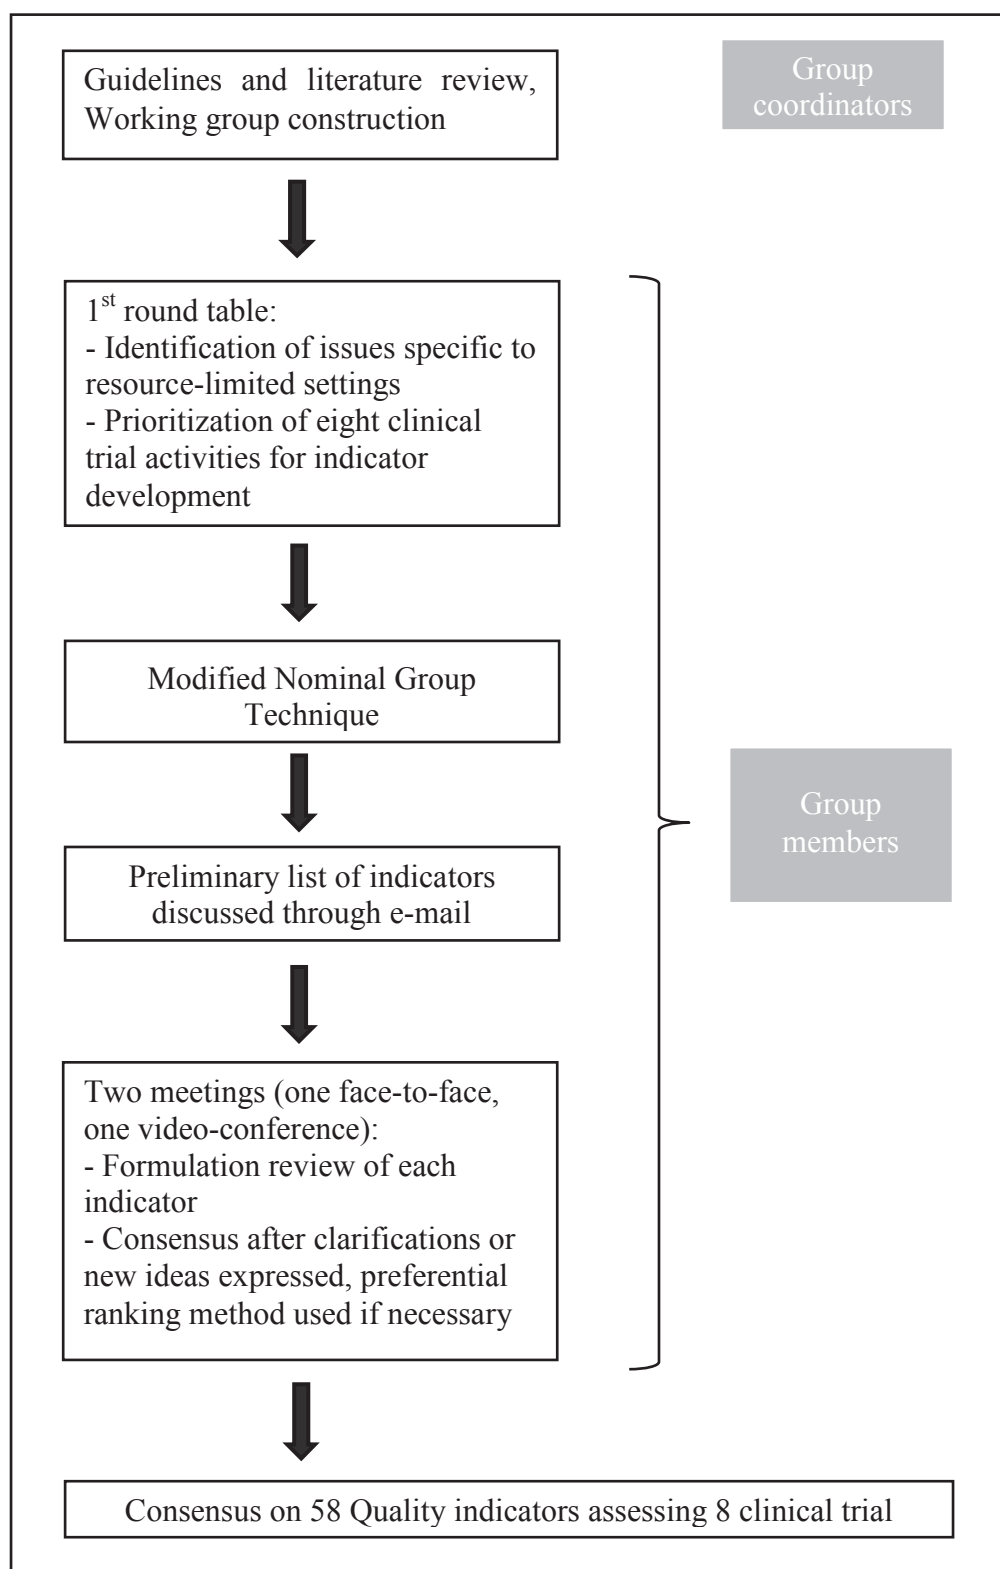 Guidelines and literature review,
Working group construction
Group
coordinators
1st round table:
- Identification of issues specific to
resource-limited settings
- Prioritization of eight clinical
trial activities for indicator
development
Modified Nominal Group
Technique
Preliminary list of indicators
discussed through e-mail
Group
members
Two meetings (one face-to-face,
one video-conference):
- Formulation review of each
indicator
- Consensus after clarifications or
new ideas expressed, preferential
ranking method used if necessary
Consensus on 58 Quality indicators assessing 8 clinical trial